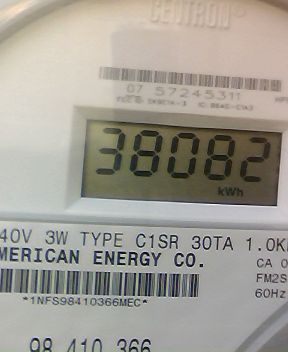 CENTRON®
07 57245311
38082
kWh
40V 3W TYPE C1SR 30TA 1.0K
MERICAN ENERGY CO.
CA 0
FM2S
60Hz
*1NFS98410366MEC*
98 410 366